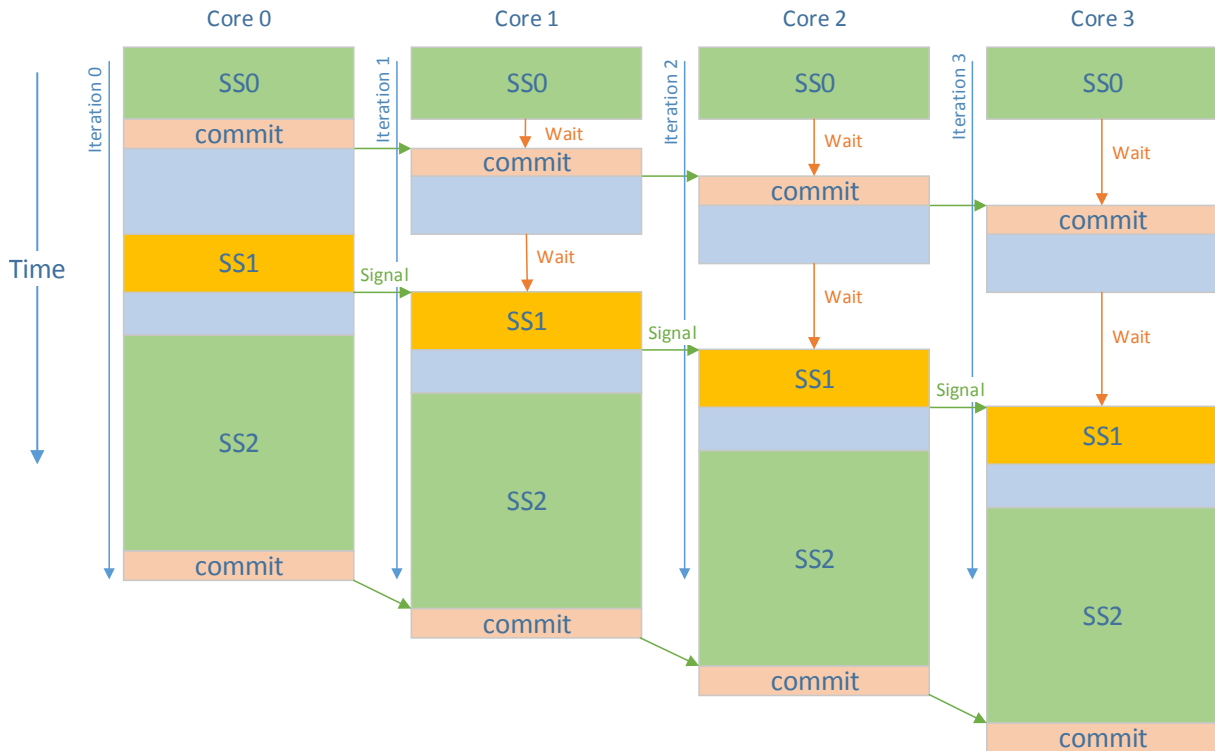 Core 0
Core 1
Core 2
Core 3
Iteration 0
Iteration 1
Iteration 2
Iteration 3
SS0
SS0
SS0
SS0
commit
Wait
Wait
Wait
commit
commit
commit
Time
SS1
Wait
Signal
Wait
SS1
Signal
Wait
SS1
Signal
SS1
SS2
SS2
SS2
SS2
commit
commit
commit
commit